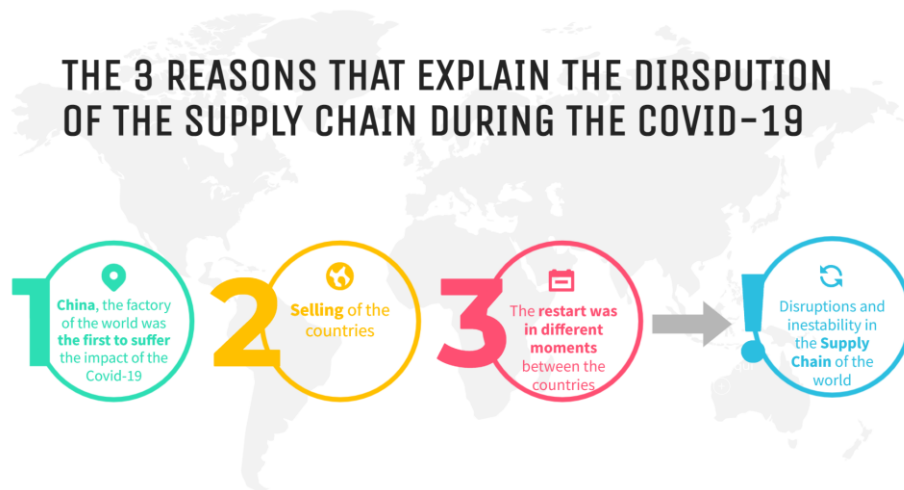 THE 3 REASONS THAT EXPLAIN THE DIRSPUTION
OF THE SUPPLY CHAIN DURING THE COVID-19
1
China, the factory
of the world was
the first to suffer
the impact of the
Covid-19
2
Selling of the
countries
3
The restart was
in different
moments
between the
countries
!
Disruptions and
inestability in
the Supply
Chain of the
world